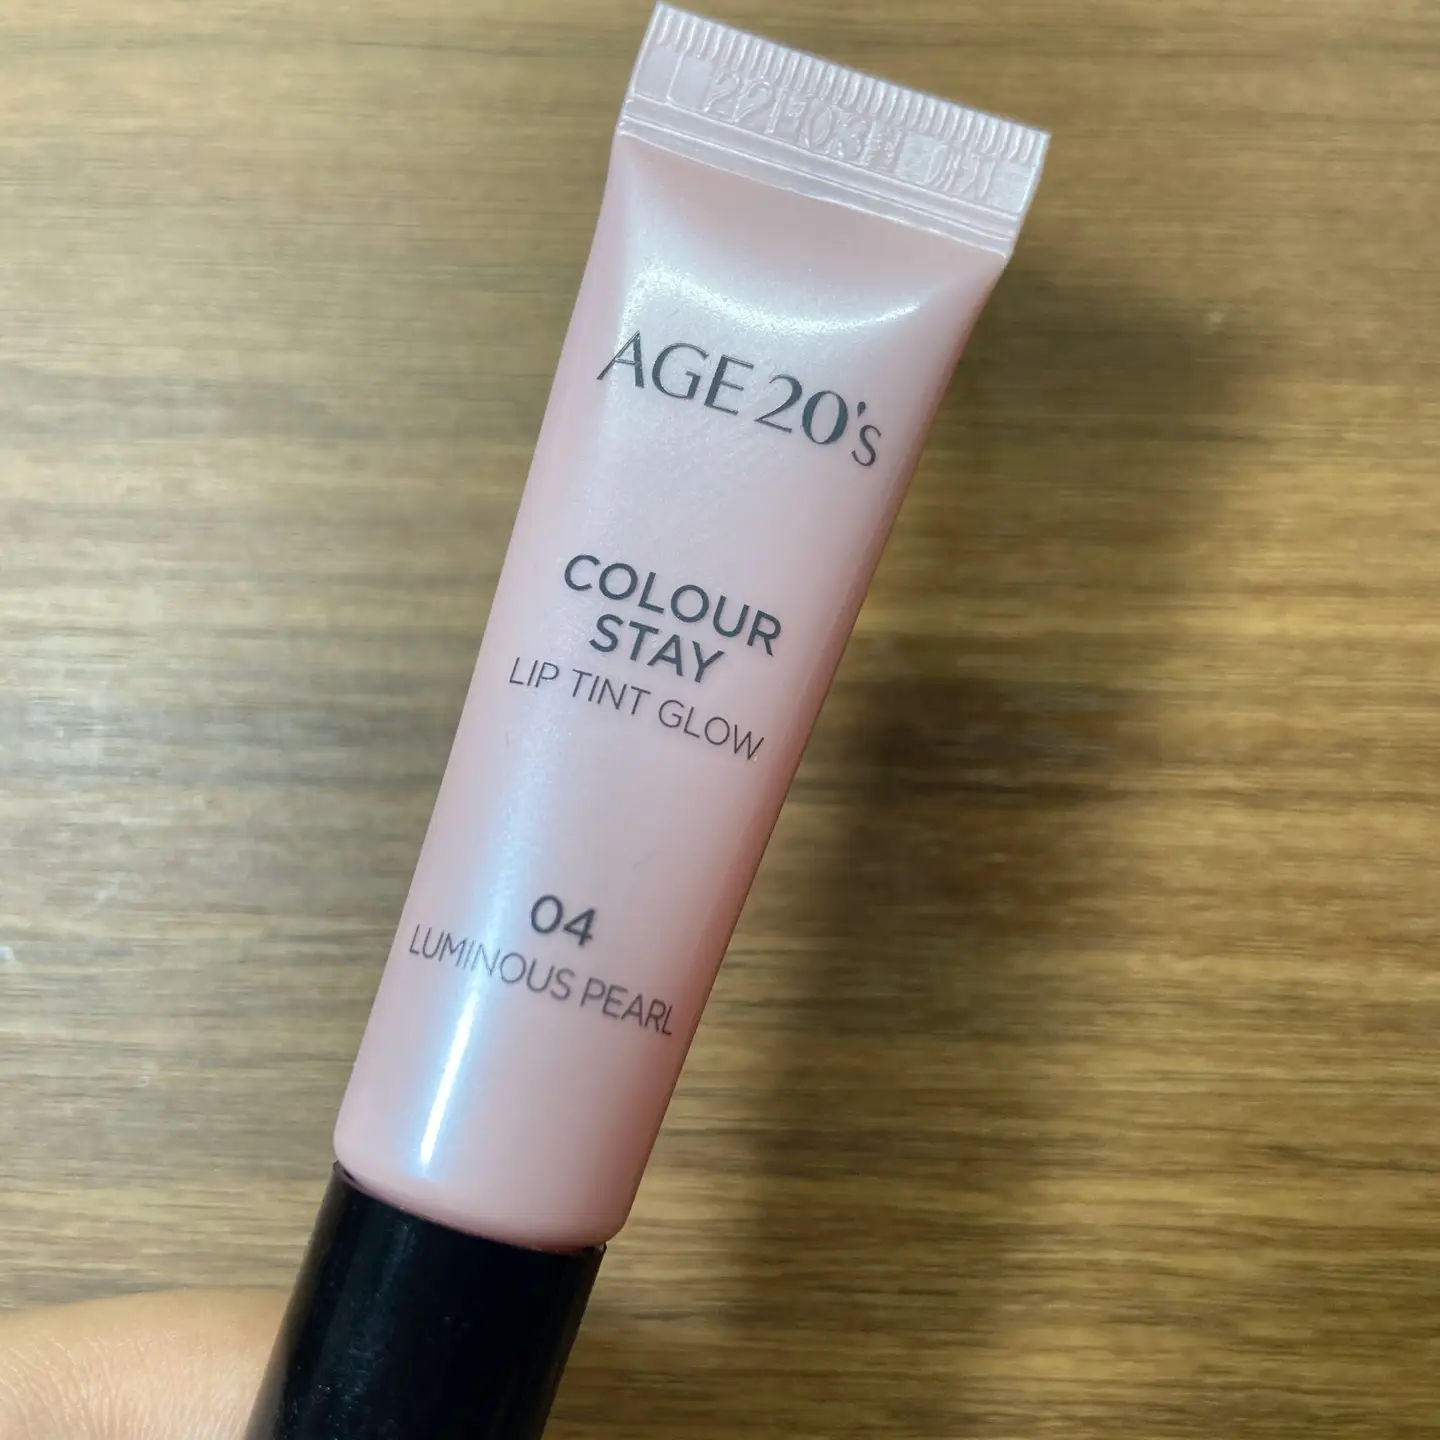 AGE 20's
COLOUR
STAY
LIP TINT GLOW
04
LUMINOUS PEARL